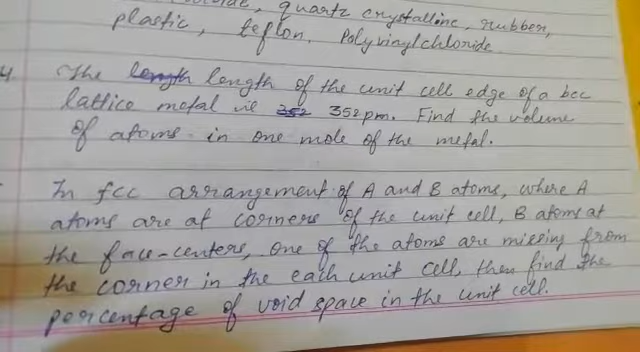 quartz crystalline, rubber,
plastic, teflon, Polyvinylchloride
4. The length length of the unit cell edge of a bcc
lattice metal is 352 352pm. Find the volume
of atoms in one mole of the metal.
In fcc arrangement of A and B atoms, where A
atoms are at corners of the unit cell, B atoms at
the face-centers, one of the atoms are missing from
the corner in the each unit cell, then find the
percentage of void space in the unit cell.